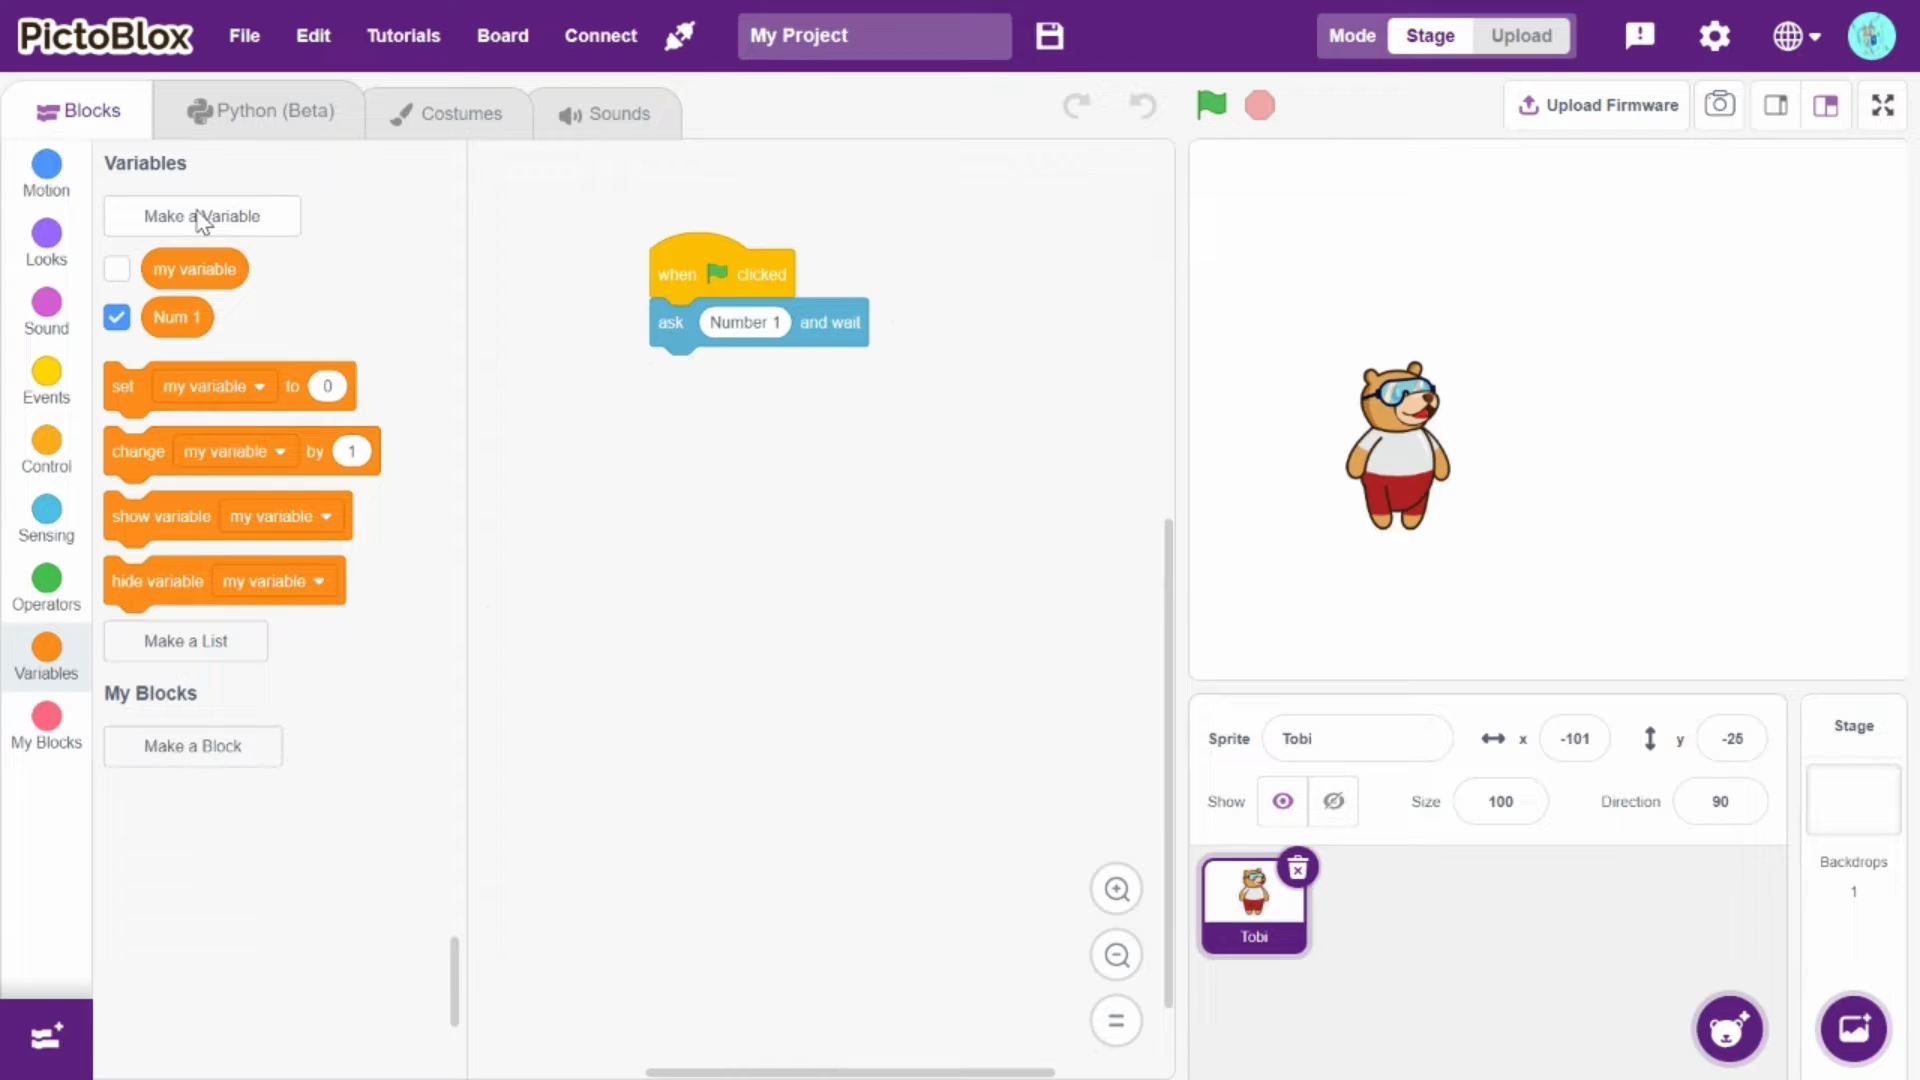 PictoBlox File Edit Tutorials Board Connect My Project Mode Stage Upload
Blocks Python (Beta) Costumes Sounds Upload Firmware
Motion
Looks
Sound
Events
Control
Sensing
Operators
Variables
My Blocks
Variables
Make a Variable
my variable
Num 1
set my variable to 0
change my variable by 1
show variable my variable
hide variable my variable
Make a List
My Blocks
Make a Block
when clicked
ask Number 1 and wait
Sprite Tobi x -101 y -25
Show Size 100 Direction 90
Tobi
Stage
Backdrops
1